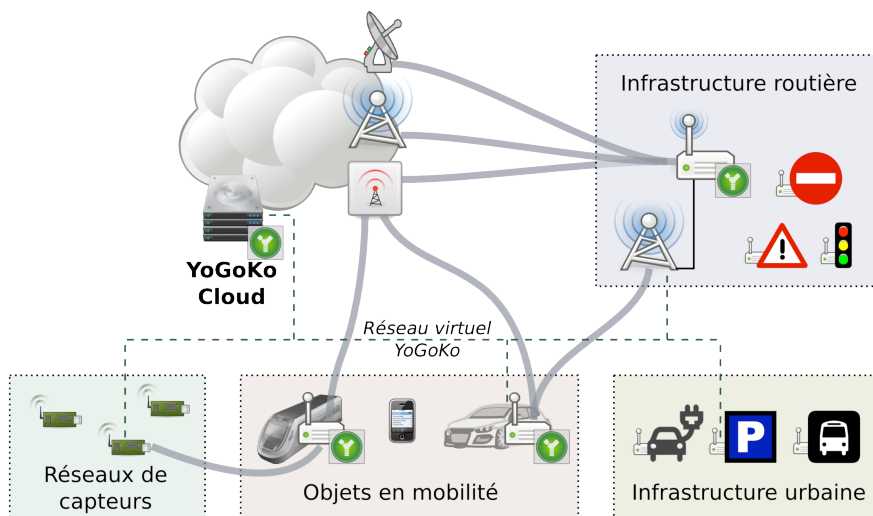 Infrastructure routière
YoGoKo
Cloud
Réseau virtuel
YoGoKo
Réseaux de
capteurs
Objets en mobilité
P
Infrastructure urbaine